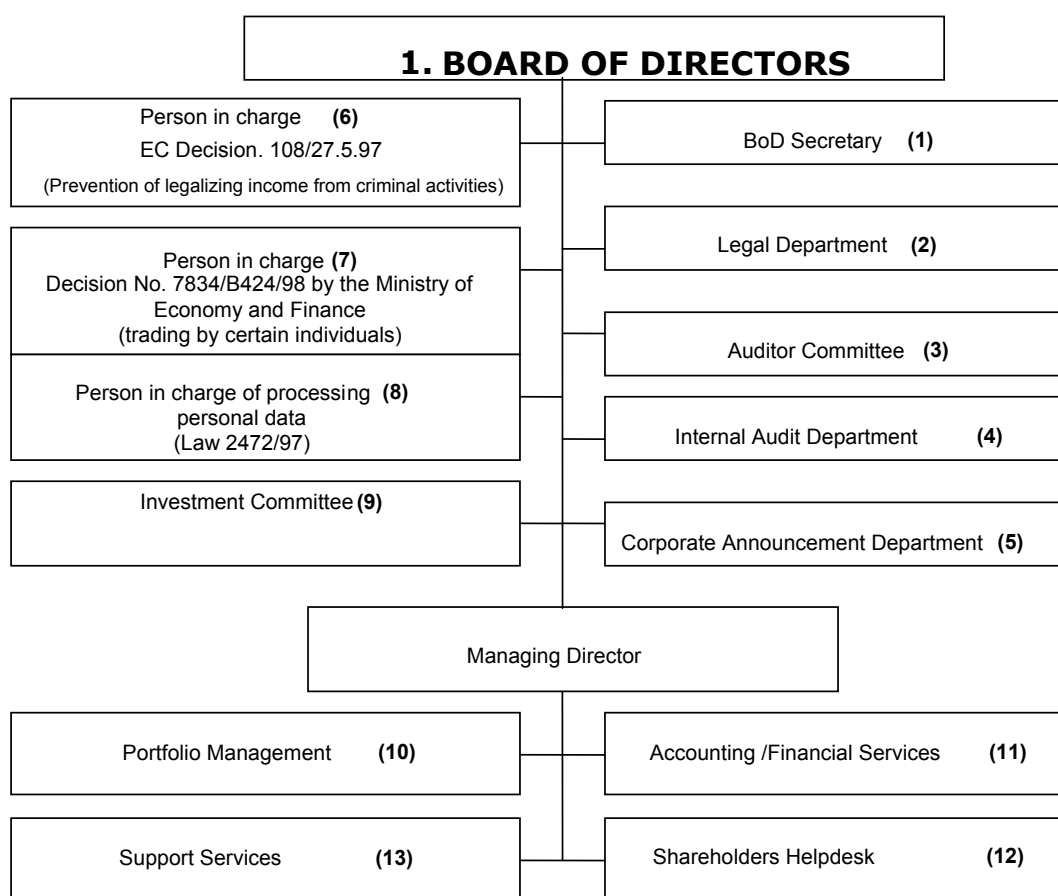 1. BOARD OF DIRECTORS
Person in charge (6)
EC Decision. 108/27.5.97
(Prevention of legalizing income from criminal activities)
BoD Secretary (1)
Legal Department (2)
Person in charge (7)
Decision No. 7834/B424/98 by the Ministry of
Economy and Finance
(trading by certain individuals)
Auditor Committee (3)
Person in charge of processing (8)
personal data
(Law 2472/97)
Internal Audit Department (4)
Investment Committee (9)
Corporate Announcement Department (5)
Managing Director
Portfolio Management (10)
Accounting /Financial Services (11)
Support Services (13)
Shareholders Helpdesk (12)